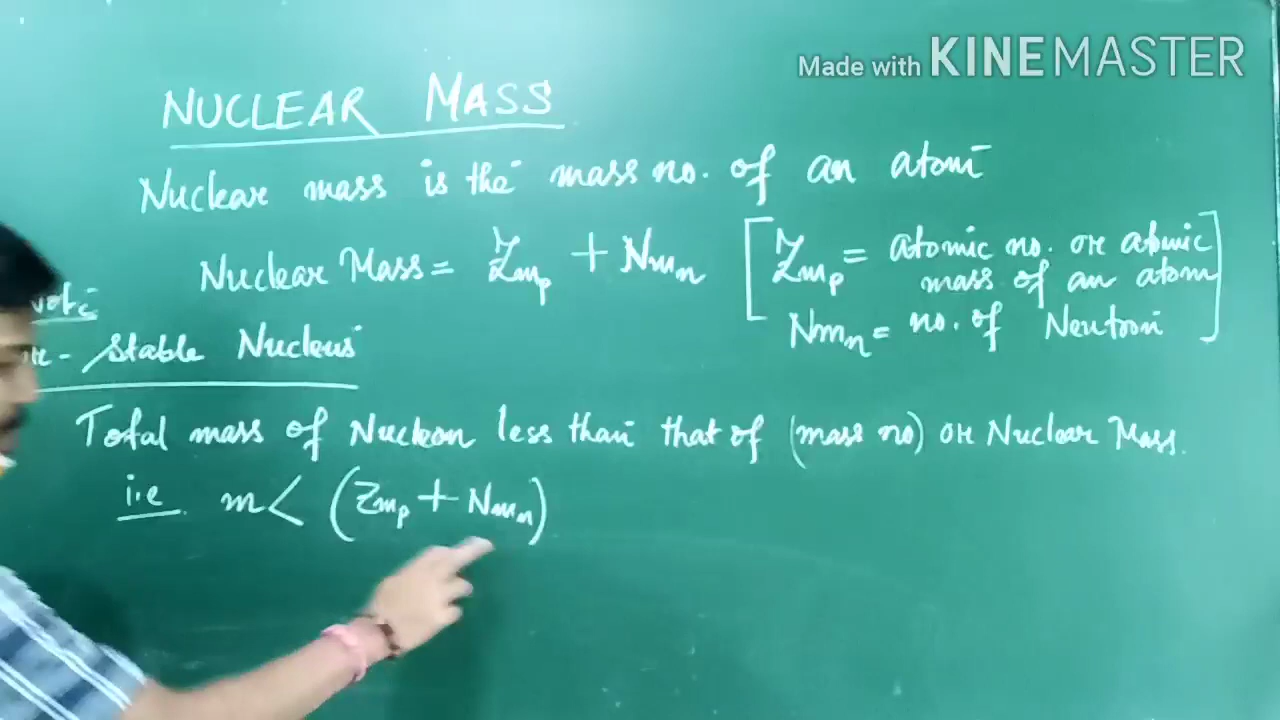 Made with KINEMASTER
NUCLEAR MASS
Nuclear mass is the mass no. of an atom
Nuclear Mass = Zmp + Nmn [Zmp = atomic no. or atomic
mass of an atom
Nmn = no. of Neutron]
Stable Nucleus
Total mass of Nucleon less than that of (mass no) or Nuclear Mass.
i.e m < (Zmp + Nmn)